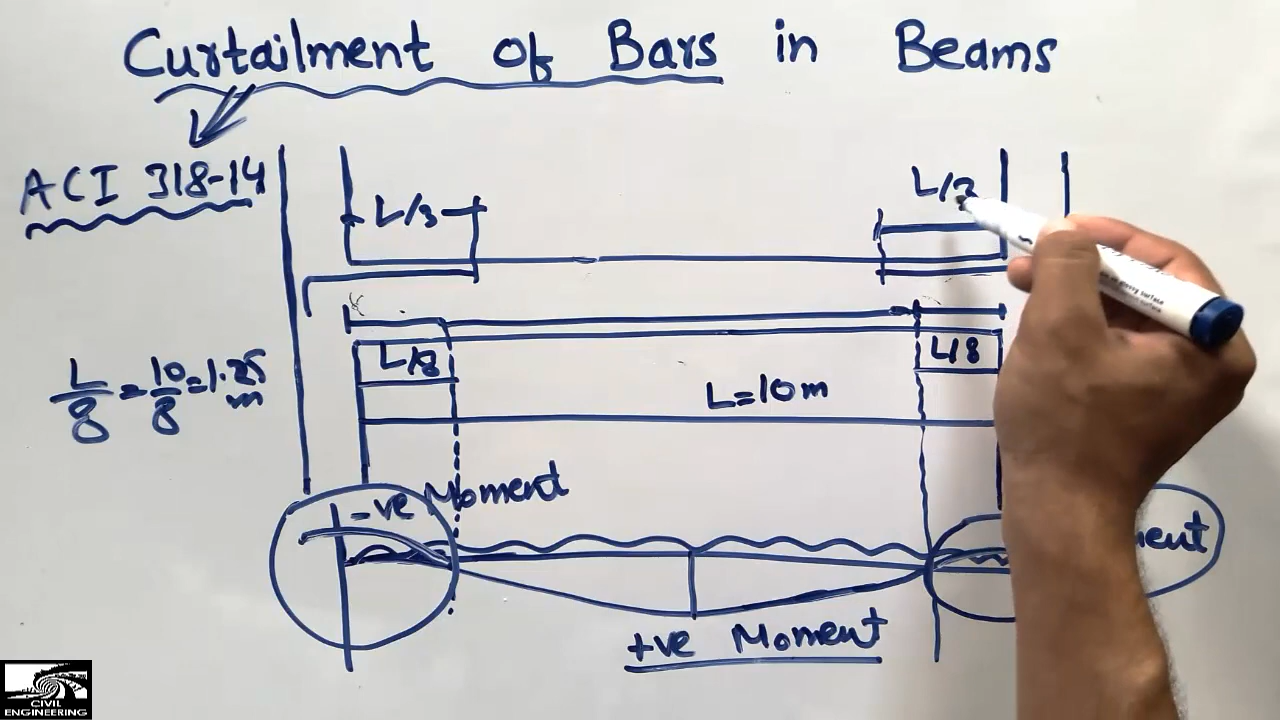 Curtailment of Bars in Beams
ACI 318-14
L/3
L/3
L/8
L/8
L/8 = 10/8 = 1.25 m
L=10m
-ve Moment
+ve Moment
CIVIL
ENGINEERING